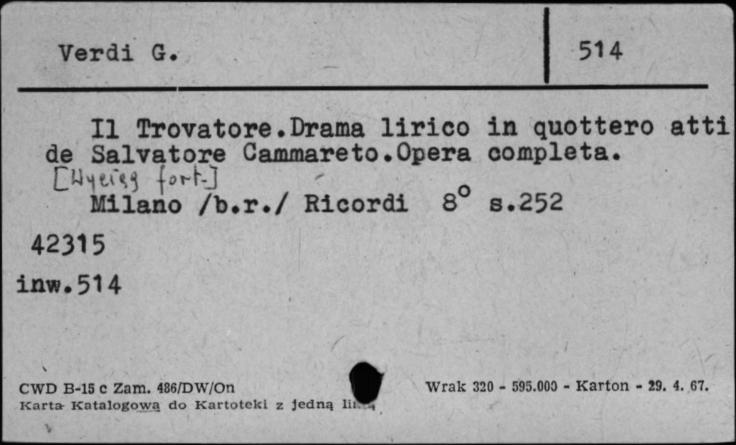 Verdi G. 514
Il Trovatore.Drama lirico in quottero atti
de Salvatore Cammareto.Opera completa.
[Wyciąg fort.]
Milano /b.r./ Ricordi 8° s.252
42315
inw.514
CWD B-15 c Zam. 486/DW/On Wrak 320 - 595.000 - Karton - 29. 4. 67.
Karta Katalogowa do Kartoteki z jedną